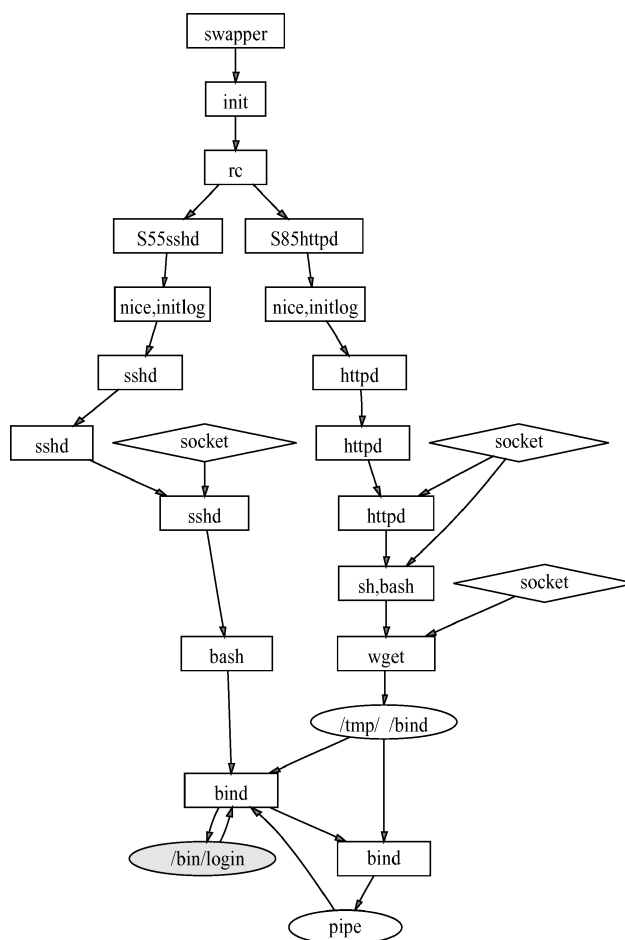 swapper
init
rc
S55sshd
S85httpd
nice,initlog
nice,initlog
sshd
httpd
sshd
socket
httpd
socket
sshd
httpd
sh,bash
socket
bash
wget
/tmp/ /bind
bind
/bin/login
bind
pipe